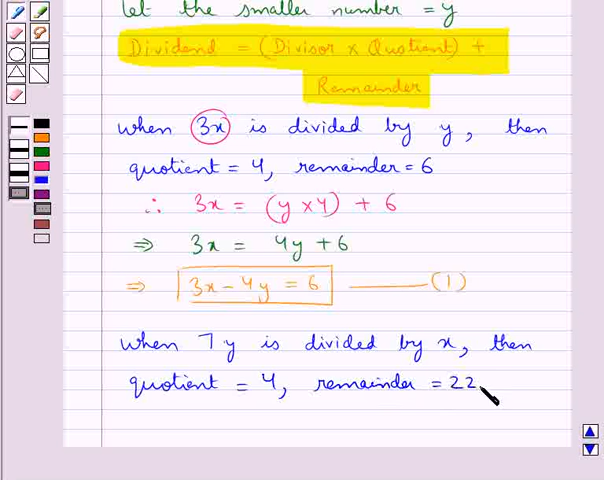 let the smaller number = y
Dividend = (Divisor × Quotient) +
Remainder
when 3x is divided by y, then
quotient = 4, remainder = 6
∴ 3x = (y × 4) + 6
⇒ 3x = 4y + 6
⇒ 3x - 4y = 6 ——— (1)
when 7y is divided by x, then
quotient = 4, remainder = 22